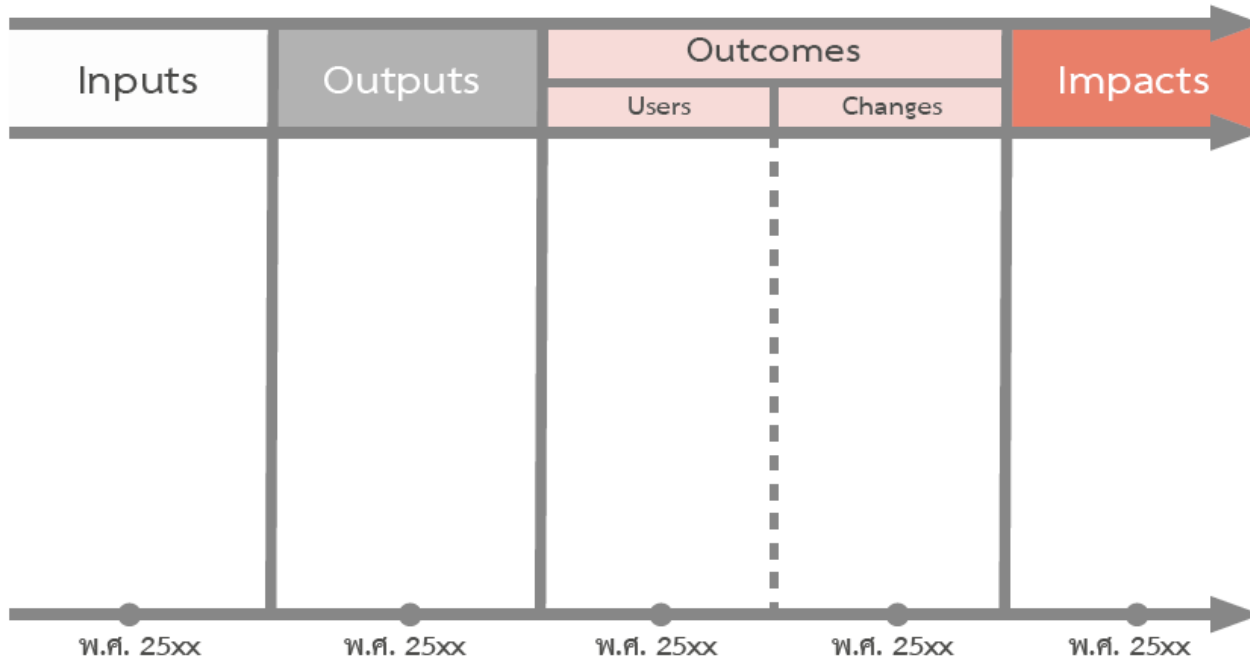 Inputs
Outputs
Outcomes
Users
Changes
Impacts
พ.ศ. 25xx
พ.ศ. 25xx
พ.ศ. 25xx
พ.ศ. 25xx
พ.ศ. 25xx